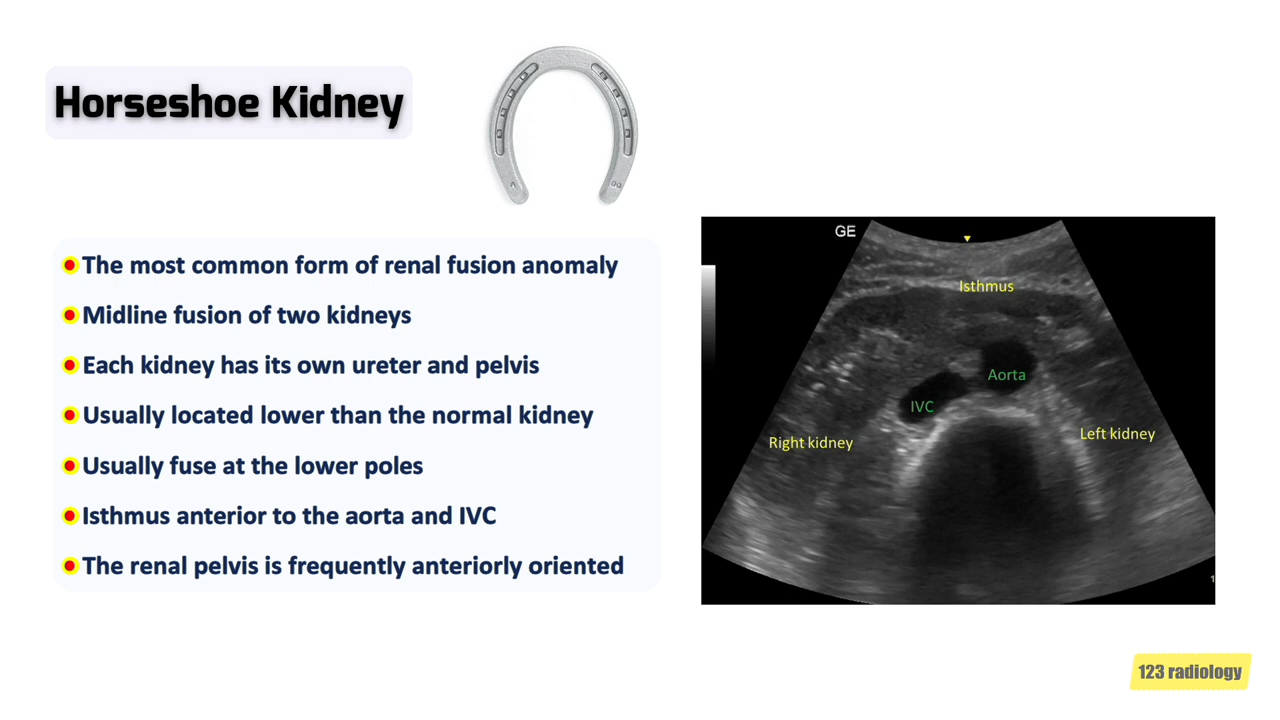 Horseshoe Kidney
The most common form of renal fusion anomaly
Midline fusion of two kidneys
Each kidney has its own ureter and pelvis
Usually located lower than the normal kidney
Usually fuse at the lower poles
Isthmus anterior to the aorta and IVC
The renal pelvis is frequently anteriorly oriented
GE
Isthmus
Aorta
IVC
Right kidney
Left kidney
1
123 radiology